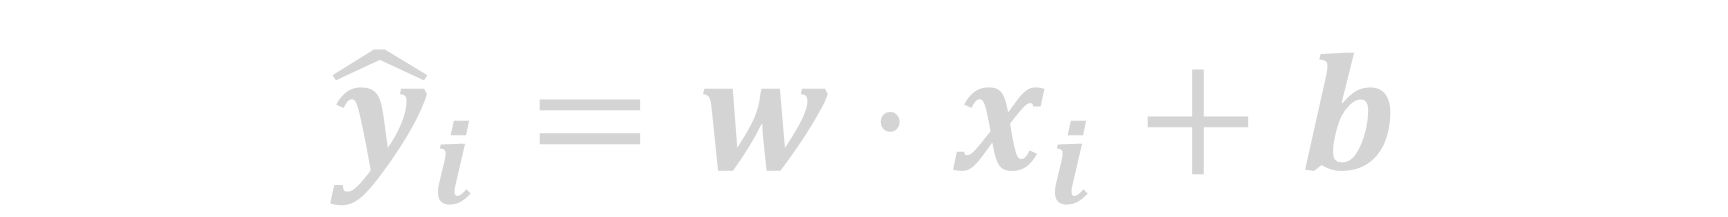 ŷᵢ = w · xᵢ + b